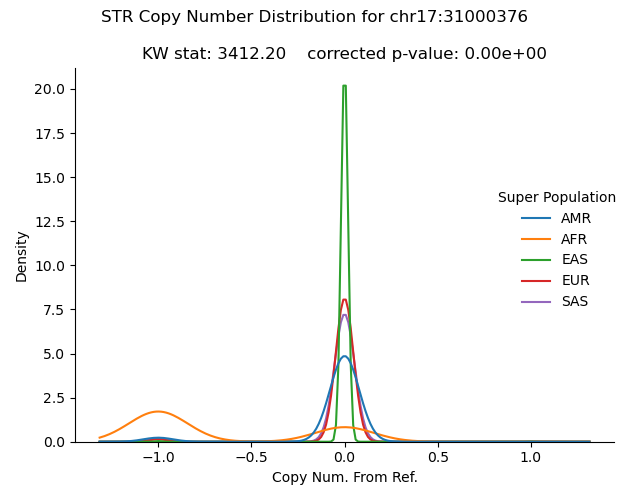 STR Copy Number Distribution for chr17:31000376
KW stat: 3412.20    corrected p-value: 0.00e+00
20.0
17.5
15.0
12.5
10.0
7.5
5.0
2.5
0.0
Density
Super Population
AMR
AFR
EAS
EUR
SAS
−1.0
−0.5
0.0
0.5
1.0
Copy Num. From Ref.